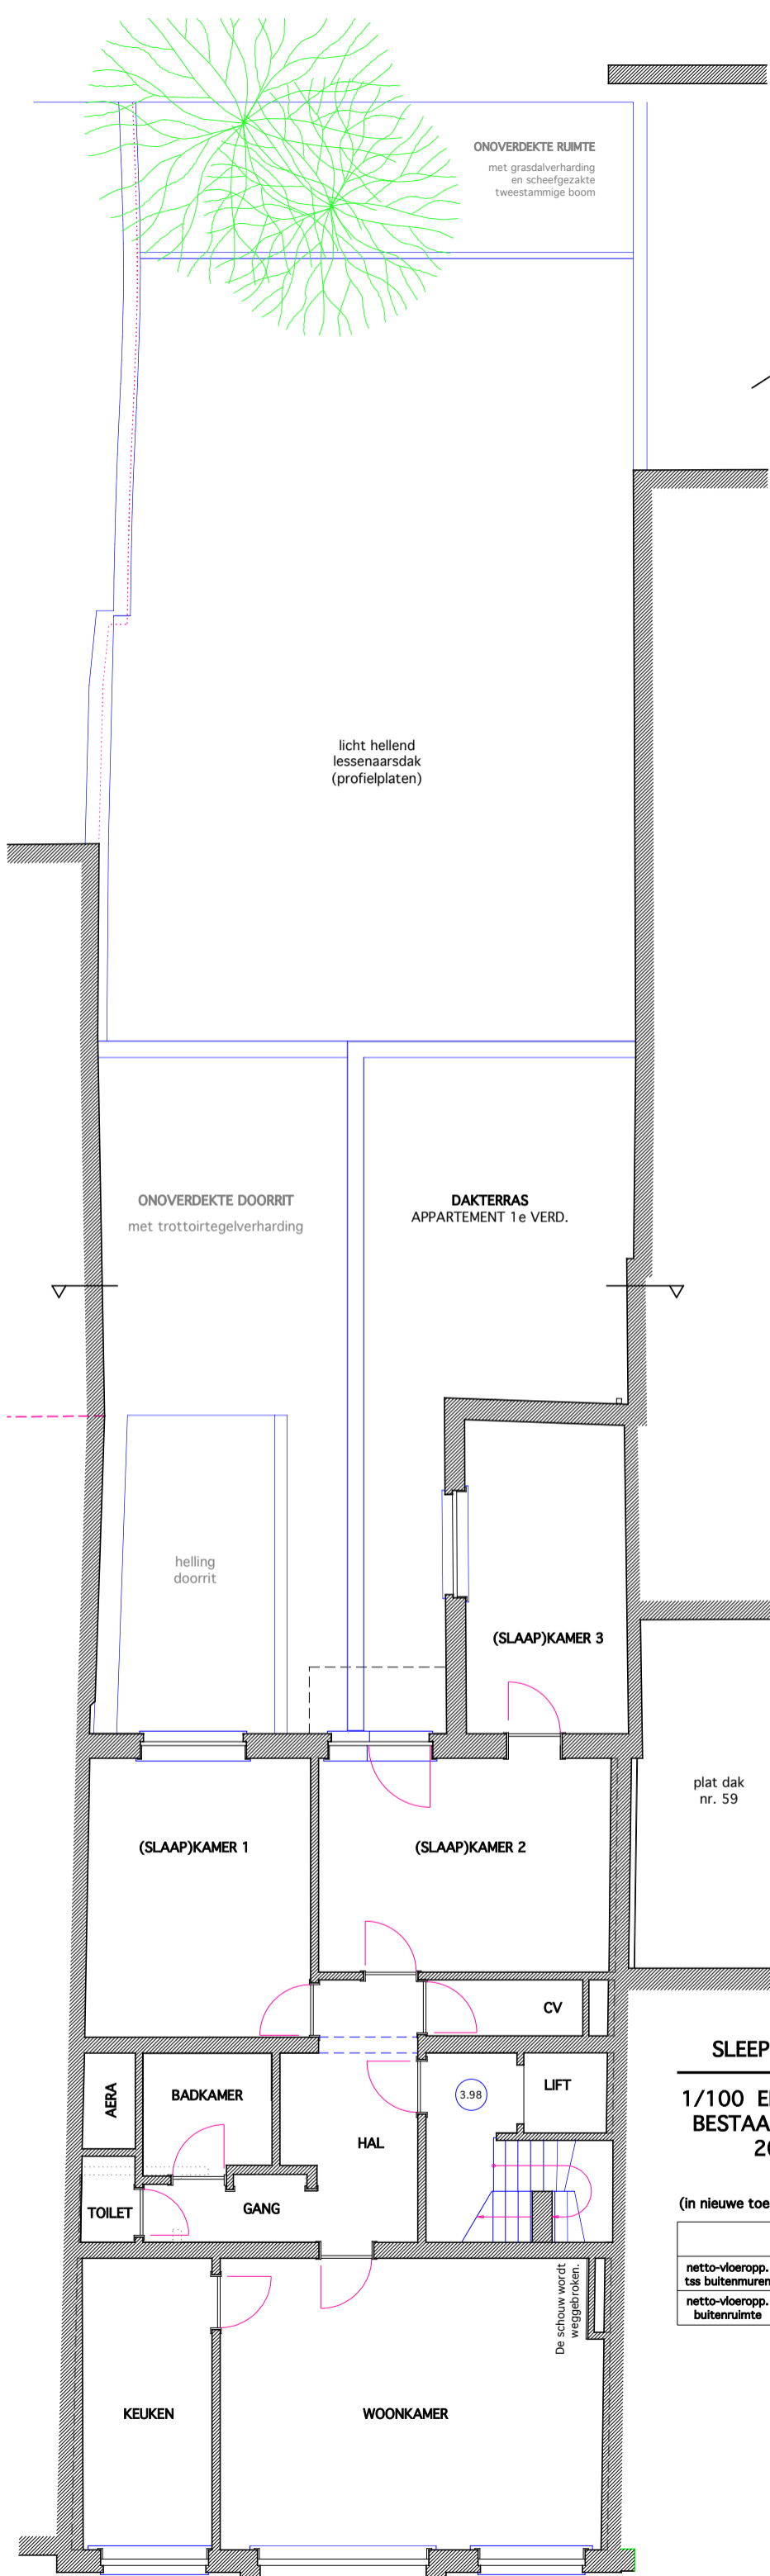 ONOVERDEKTE RUIMTE
met grasdalverharding
en scheefgezakte
tweestammige boom
licht hellend
lessenaarsdak
(profielplaten)
ONOVERDEKTE DOORRIT
met trottoirtegelverharding
DAKTERRAS
APPARTEMENT 1e VERD.
helling
doorrit
(SLAAP)KAMER 3
plat dak
nr. 59
(SLAAP)KAMER 1
(SLAAP)KAMER 2
CV
AERA
BADKAMER
HAL
3.98
LIFT
TOILET
GANG
SLEEP
1/100
BESTAA
(in nieuwe toe
netto-vloeropp.
tss buitenmuren
netto-vloeropp.
buitenruimte
De schouw wordt
weggebroken.
KEUKEN
WOONKAMER